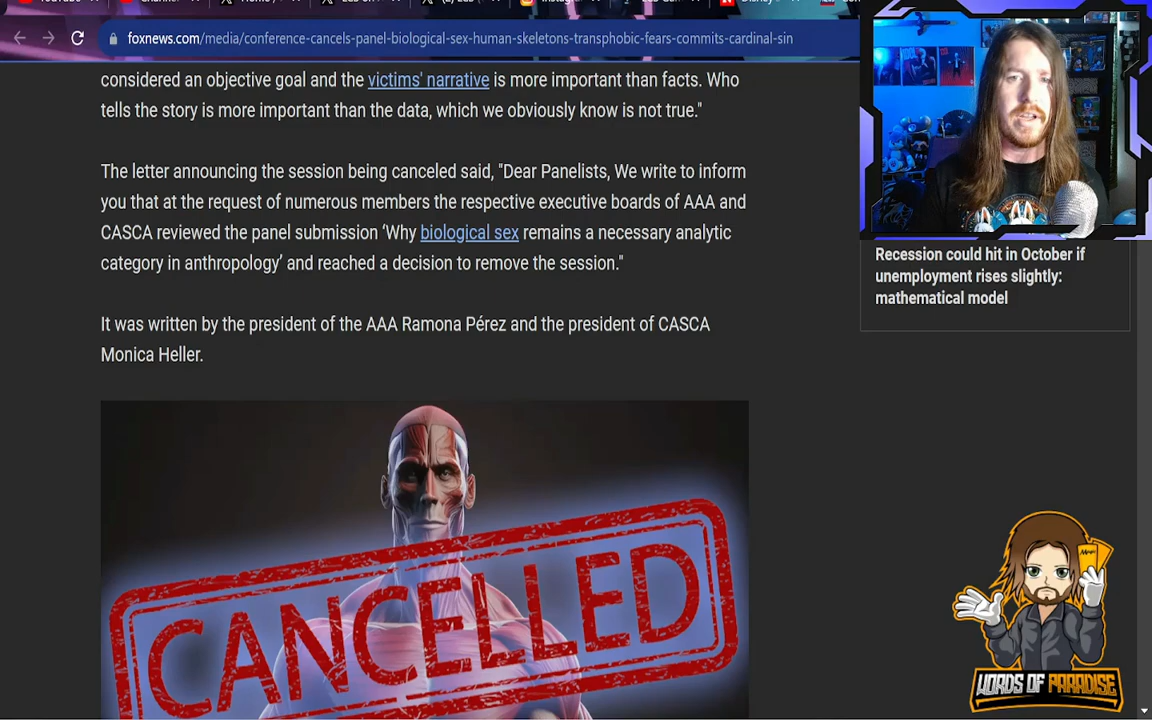 foxnews.com/media/conference-cancels-panel-biological-sex-human-skeletons-transphobic-fears-commits-cardinal-sin
considered an objective goal and the victims' narrative is more important than facts. Who
tells the story is more important than the data, which we obviously know is not true."
The letter announcing the session being canceled said, "Dear Panelists, We write to inform
you that at the request of numerous members the respective executive boards of AAA and
CASCA reviewed the panel submission ‘Why biological sex remains a necessary analytic
category in anthropology’ and reached a decision to remove the session."
It was written by the president of the AAA Ramona Pérez and the president of CASCA
Monica Heller.
CANCELLED
Recession could hit in October if
unemployment rises slightly:
mathematical model
WORDS OF PARADISE